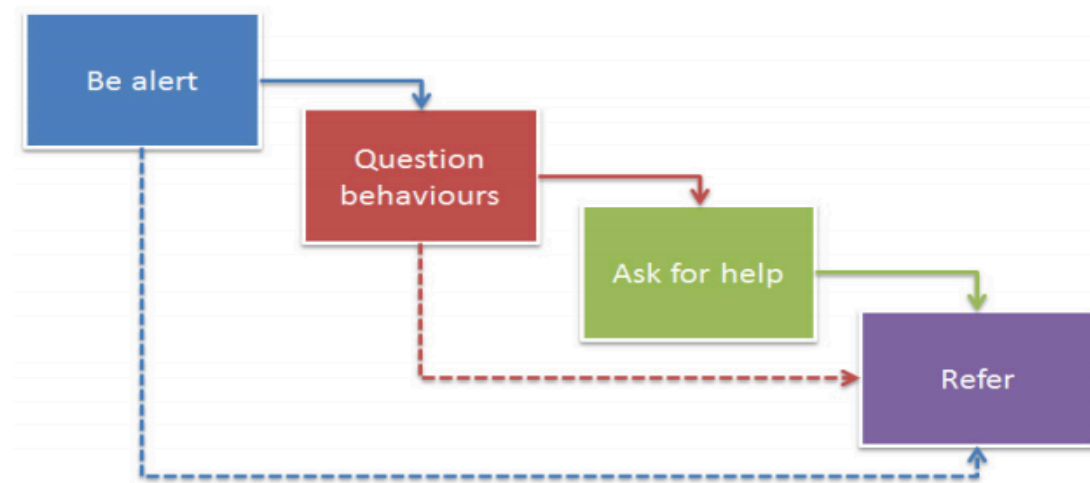 Be alert
Question
behaviours
Ask for help
Refer